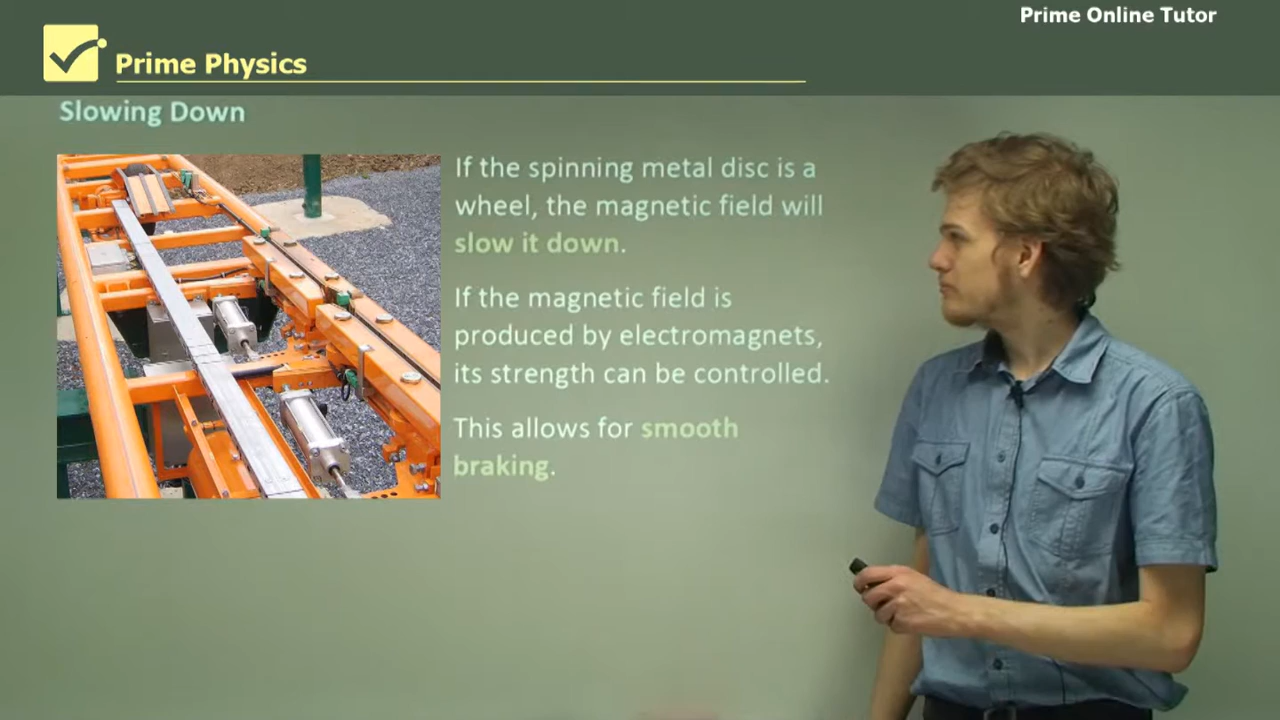 Prime Online Tutor
Prime Physics
Slowing Down
If the spinning metal disc is a
wheel, the magnetic field will
slow it down.
If the magnetic field is
produced by electromagnets,
its strength can be controlled.
This allows for smooth
braking.